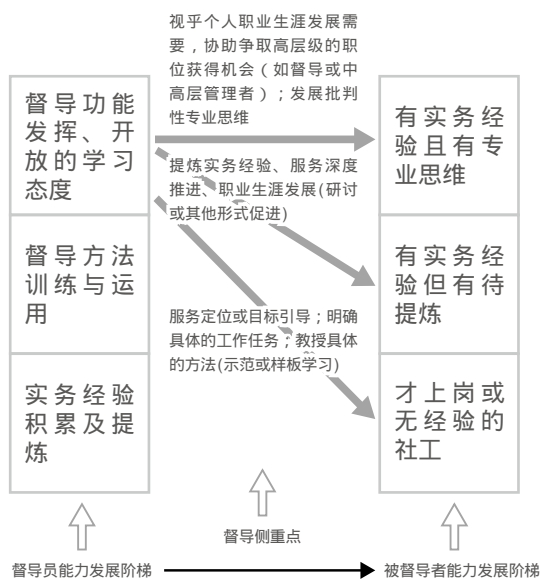 视乎个人职业生涯发展需
要，协助争取高层级的职
位获得机会（如督导或中
高层管理者）；发展批判
性专业思维
督导功能
发挥、开
放的学习
态度
有实务经
验且有专
业思维
提炼实务经验、服务深度
推进、职业生涯发展(研讨
或其他形式促进)
督导方法
训练与运
用
有实务经
验但有待
提炼
服务定位或目标引导；明确
具体的工作任务；教授具体
的方法(示范或样板学习)
实务经验
积累及提
炼
才上岗或
无经验的
社工
督导侧重点
督导员能力发展阶梯
被督导者能力发展阶梯